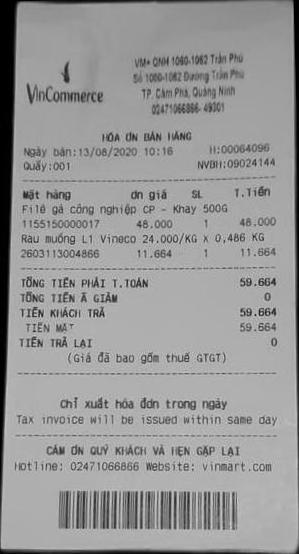 VinCommerce
VM+ QNH 1060-1062 Trần Phú
Số 1060-1062 Đường Trần Phú
TP. Cẩm Phả, Quảng Ninh
02471066866- 49301
HÓA ƠN BÁN HÀNG
Ngày bán:13/08/2020 10:16 H:00064096
Quầy:001 NVBH:09024144
Mặt hàng ơn giá SL T.Tiền
Filê gà công nghiệp CP - Khay 500G
1155150000017 48.000 1 48.000
Rau muống L1 Vineco 24.000/KG X 0,486 KG
2603113004866 11.664 1 11.664
TỔNG TIỀN PHẢI T.TOÁN 59.664
TỔNG TIỀN Ã GIẢM 0
TIỀN KHÁCH TRẢ 59.664
TIỀN MẶT 59.664
TIỀN TRẢ LẠI 0
(Giá đã bao gồm thuế GTGT)
Chỉ xuất hóa đơn trong ngày
Tax invoice will be issued within same day
CẢM ƠN QUÝ KHÁCH VÀ HẸN GẶP LẠI
Hotline: 02471066866 Website: vinmart.com